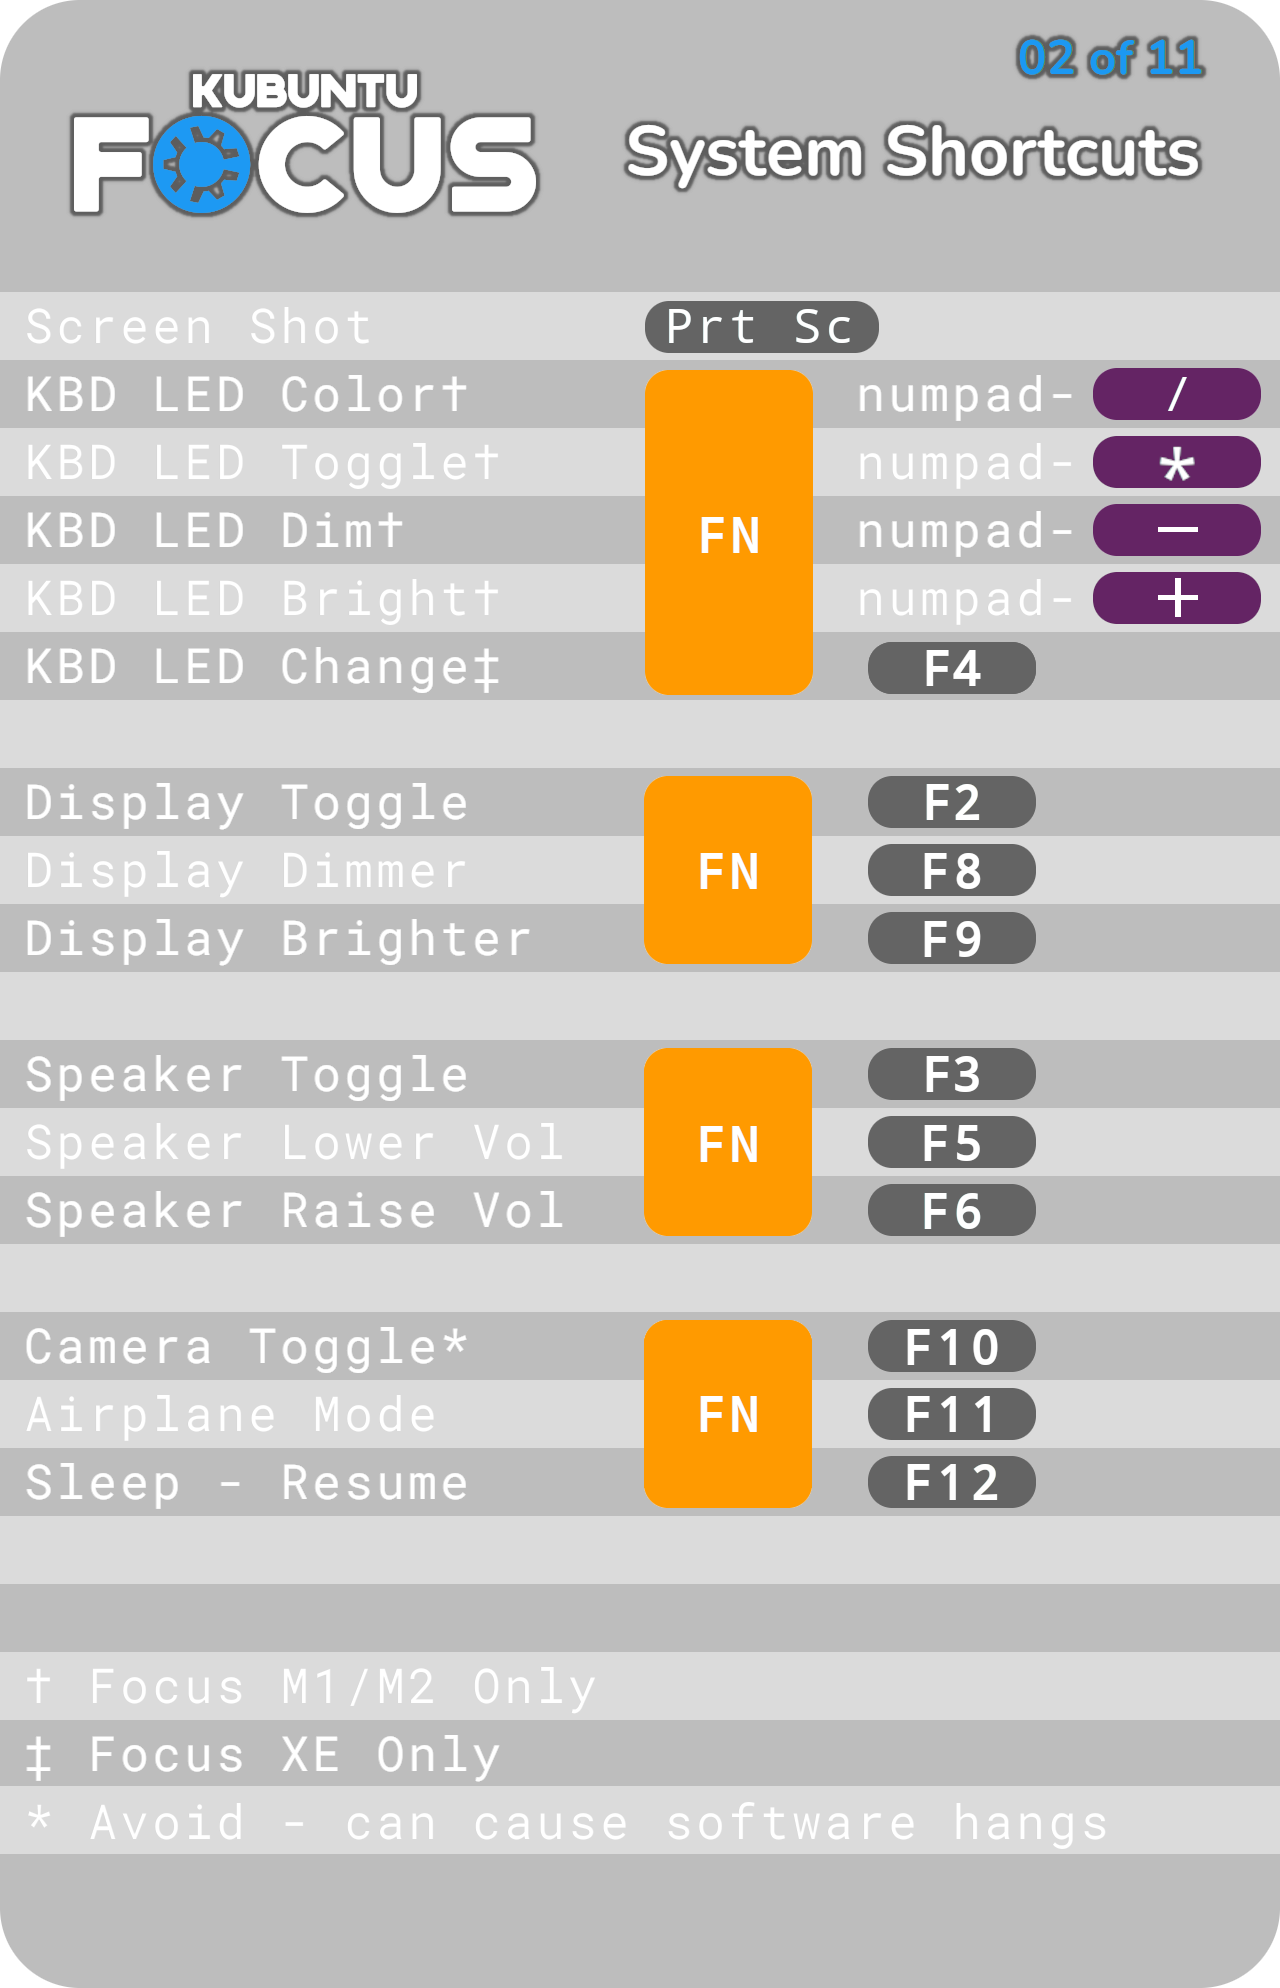 02 of 11
KUBUNTU
FOCUS
System Shortcuts
Screen Shot Prt Sc
KBD LED Color† numpad- /
KBD LED Toggle† numpad- *
KBD LED Dim† FN numpad- −
KBD LED Bright† numpad- +
KBD LED Change‡ F4
Display Toggle F2
Display Dimmer FN F8
Display Brighter F9
Speaker Toggle F3
Speaker Lower Vol FN F5
Speaker Raise Vol F6
Camera Toggle* F10
Airplane Mode FN F11
Sleep - Resume F12
† Focus M1/M2 Only
‡ Focus XE Only
* Avoid - can cause software hangs